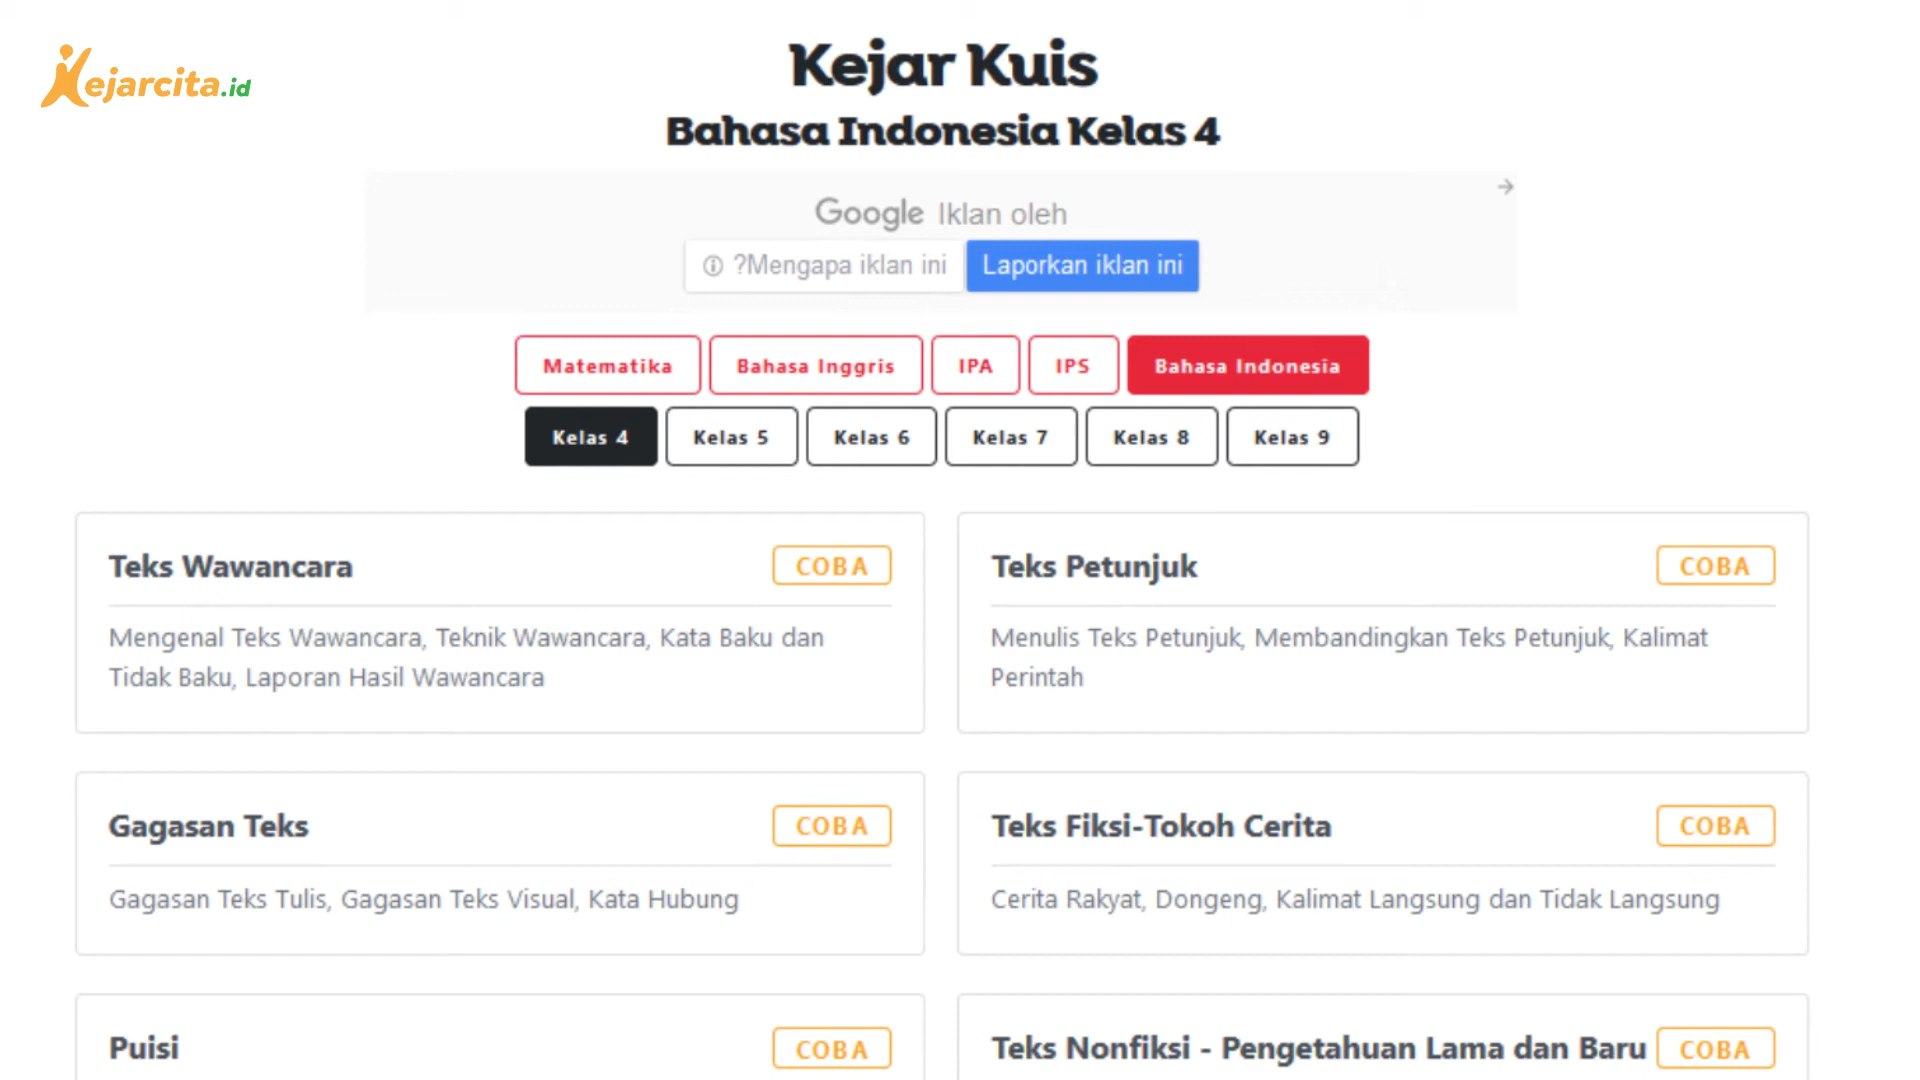 Kejarcita.id
Kejar Kuis
Bahasa Indonesia Kelas 4
Google Iklan oleh
?Mengapa iklan ini
Laporkan iklan ini
Matematika
Bahasa Inggris
IPA
IPS
Bahasa Indonesia
Kelas 4
Kelas 5
Kelas 6
Kelas 7
Kelas 8
Kelas 9
Teks Wawancara
COBA
Mengenal Teks Wawancara, Teknik Wawancara, Kata Baku dan
Tidak Baku, Laporan Hasil Wawancara
Teks Petunjuk
COBA
Menulis Teks Petunjuk, Membandingkan Teks Petunjuk, Kalimat
Perintah
Gagasan Teks
COBA
Gagasan Teks Tulis, Gagasan Teks Visual, Kata Hubung
Teks Fiksi-Tokoh Cerita
COBA
Cerita Rakyat, Dongeng, Kalimat Langsung dan Tidak Langsung
Puisi
COBA
Teks Nonfiksi - Pengetahuan Lama dan Baru
COBA